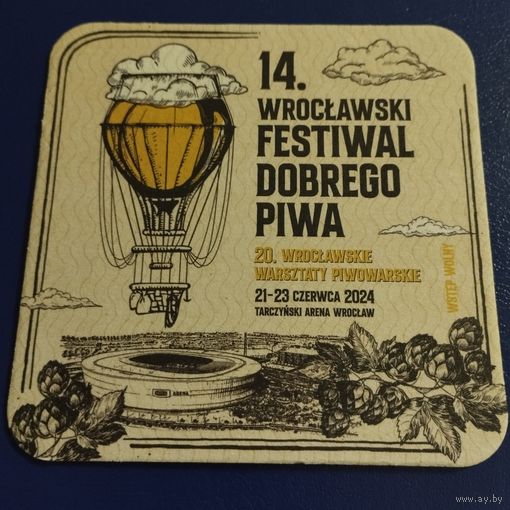 14.
WROCŁAWSKI
FESTIWAL
DOBREGO
PIWA
20. WROCŁAWSKIE
WARSZTATY PIWOWARSKIE
21-23 CZERWCA 2024
TARCZYŃSKI ARENA WROCŁAW
WSTĘP WOLNY
ARENA
www.ay.by